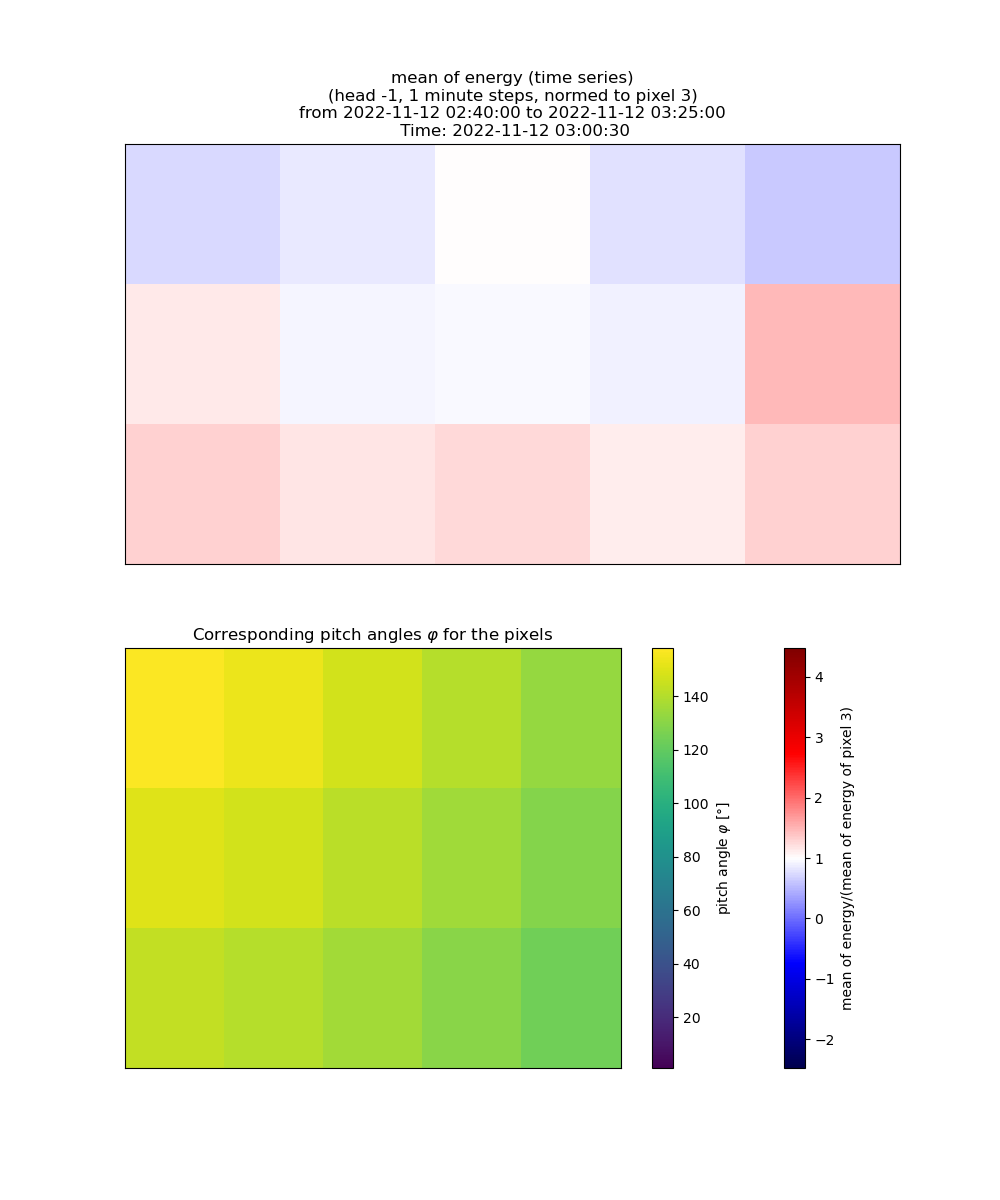 mean of energy (time series)
(head -1, 1 minute steps, normed to pixel 3)
from 2022-11-12 02:40:00 to 2022-11-12 03:25:00
Time: 2022-11-12 03:00:30
Corresponding pitch angles φ for the pixels
140
120
100
80
60
40
20
pitch angle φ [°]
4
3
2
1
0
−1
−2
mean of energy/(mean of energy of pixel 3)